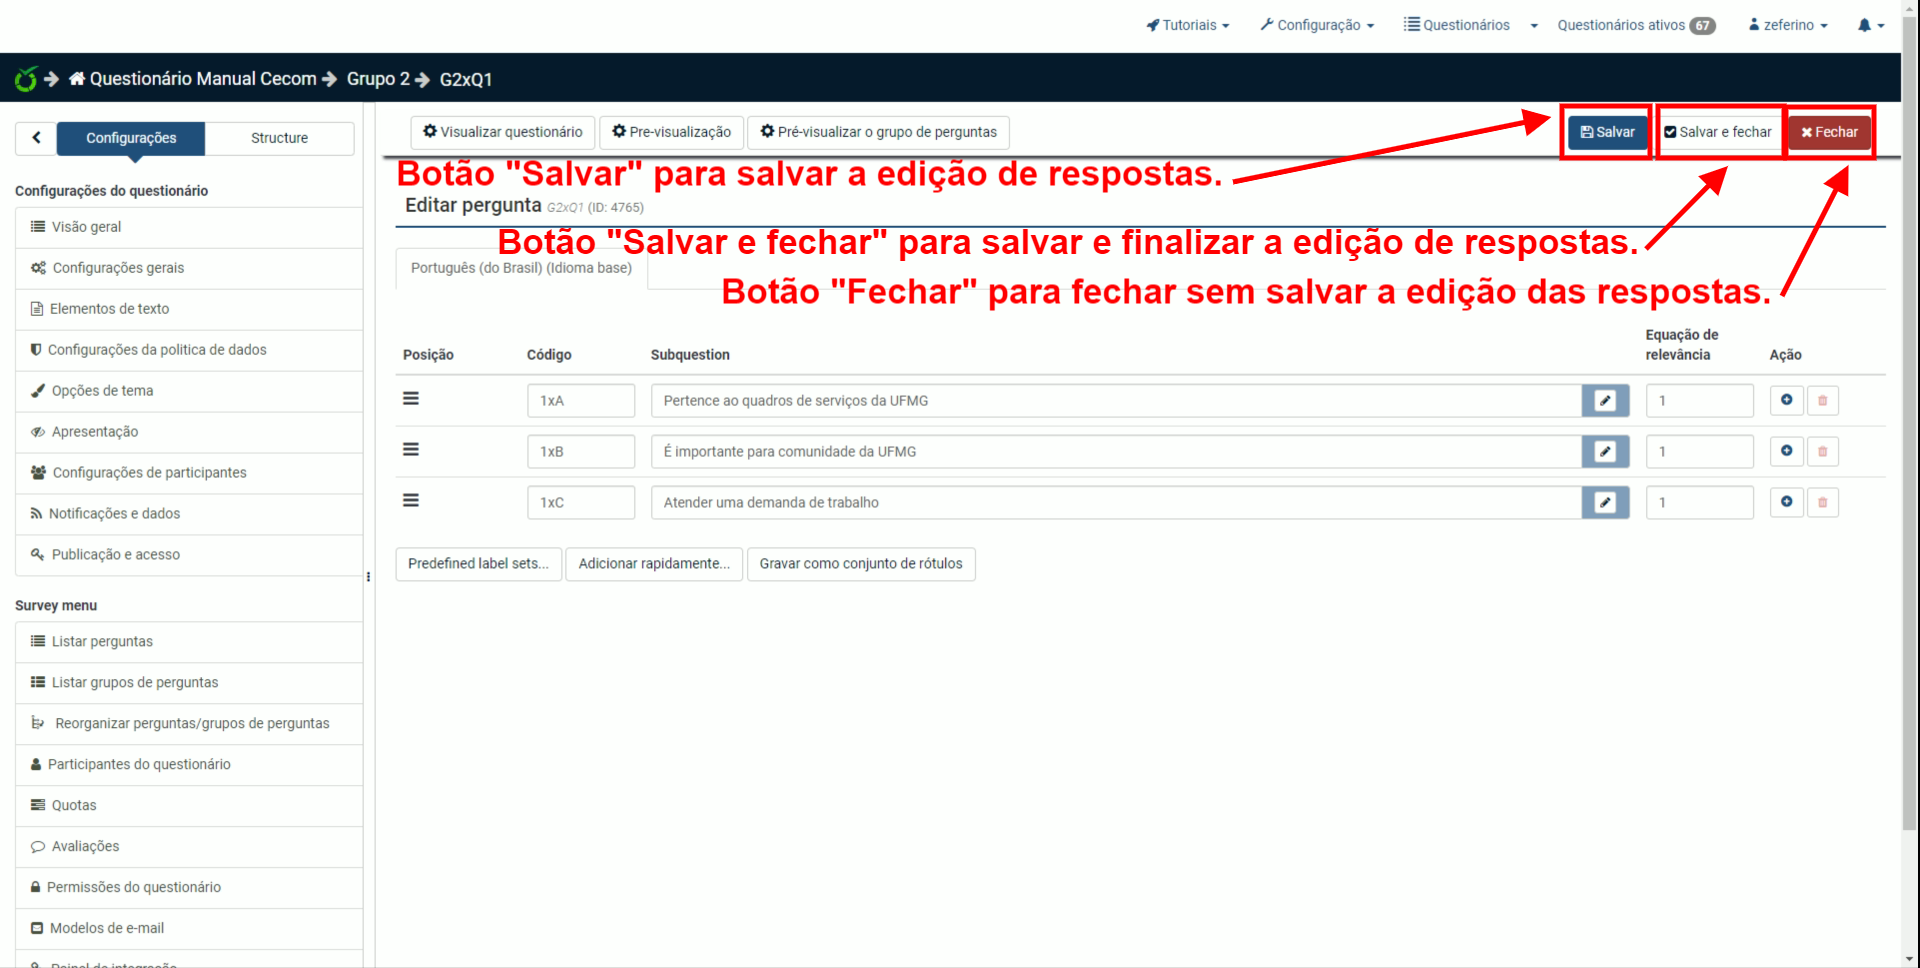 Tutoriais Configuração Questionários Questionários ativos 67 zeferino
Questionário Manual Cecom Grupo 2 G2xQ1
Configurações Structure
Visualizar questionário Pre-visualização Pré-visualizar o grupo de perguntas Salvar Salvar e fechar Fechar
Botão "Salvar" para salvar a edição de respostas.
Editar pergunta G2xQ1 (ID: 4765)
Botão "Salvar e fechar" para salvar e finalizar a edição de respostas.
Português (do Brasil) (Idioma base)
Botão "Fechar" para fechar sem salvar a edição das respostas.
Configurações do questionário
Visão geral
Configurações gerais
Elementos de texto
Configurações da politica de dados
Opções de tema
Apresentação
Configurações de participantes
Notificações e dados
Publicação e acesso
Survey menu
Listar perguntas
Listar grupos de perguntas
Reorganizar perguntas/grupos de perguntas
Participantes do questionário
Quotas
Avaliações
Permissões do questionário
Modelos de e-mail
Painel de integração
Posição Código Subquestion Equação de relevância Ação
1xA Pertence ao quadros de serviços da UFMG 1
1xB É importante para comunidade da UFMG 1
1xC Atender uma demanda de trabalho 1
Predefined label sets... Adicionar rapidamente... Gravar como conjunto de rótulos